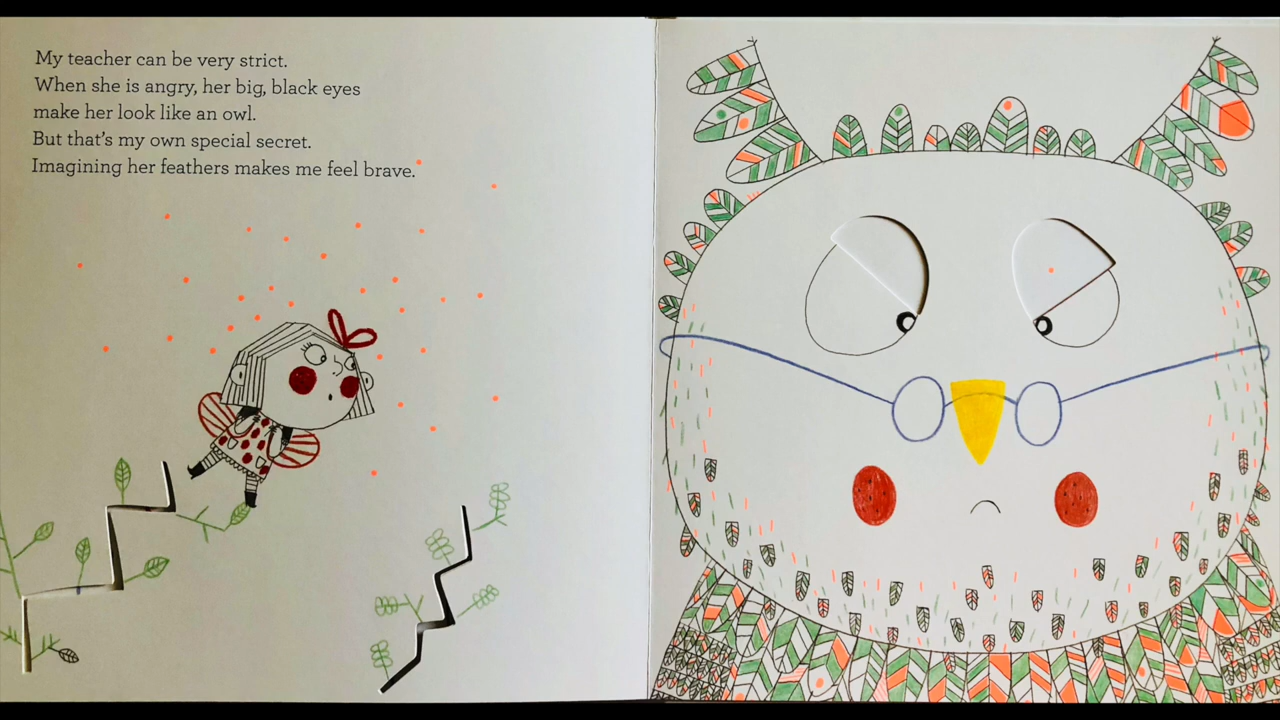 My teacher can be very strict.
When she is angry, her big, black eyes
make her look like an owl.
But that's my own special secret.
Imagining her feathers makes me feel brave.